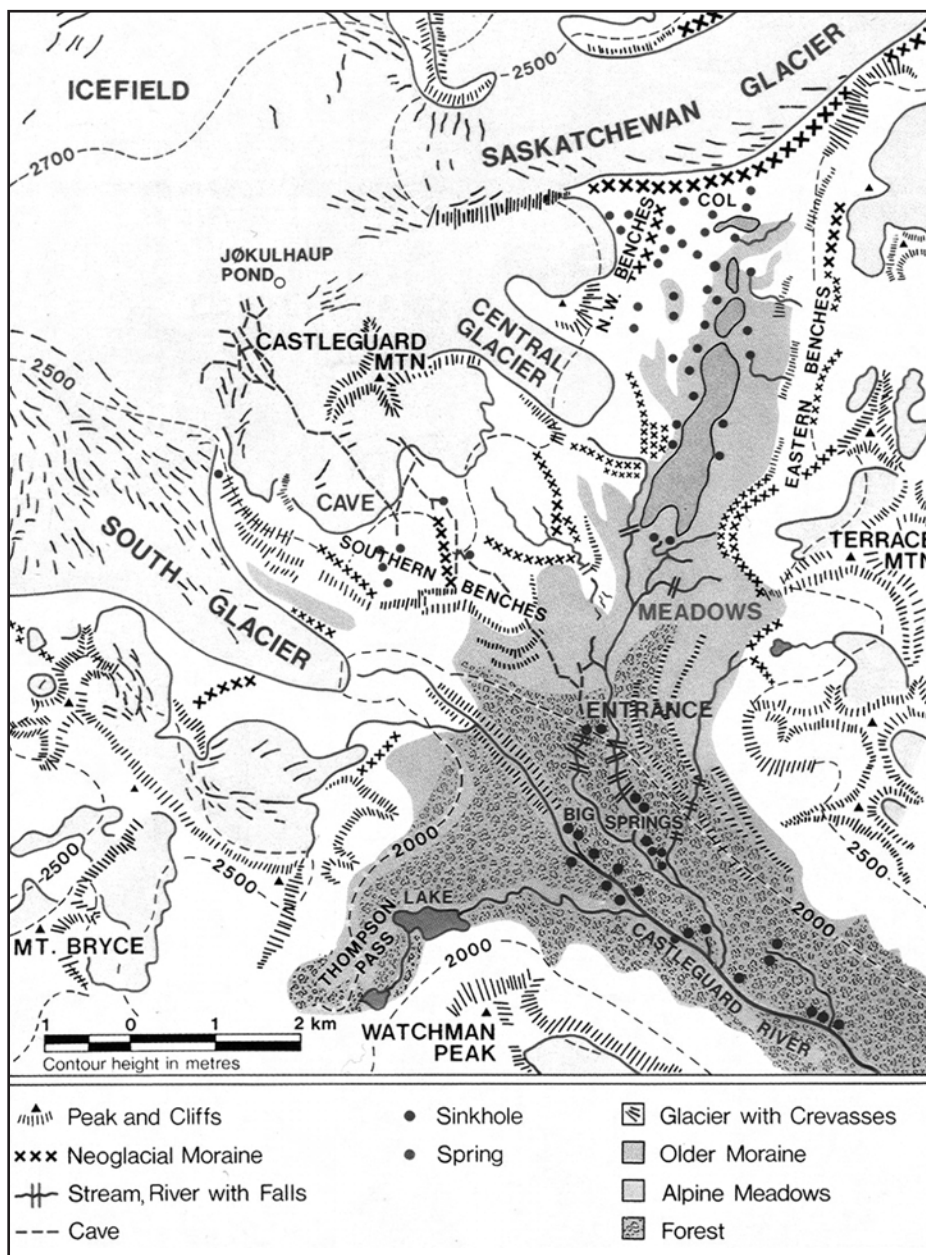 ICEFIELD
2500
2700
SASKATCHEWAN GLACIER
COL
N.W. BENCHES
JØKULHAUP
POND
CASTLEGUARD
MTN.
CENTRAL
GLACIER
2500
EASTERN BENCHES
CAVE
SOUTHERN
BENCHES
SOUTH
GLACIER
TERRACE
MTN
MEADOWS
ENTRANCE
BIG SPRINGS
2000
2500
2500
2500
2000
LAKE
THOMPSON
PASS
MT. BRYCE
2000
CASTLEGUARD RIVER
WATCHMAN
PEAK
1 0 1 2 km
Contour height in metres
Peak and Cliffs
Neoglacial Moraine
Stream, River with Falls
Cave
Sinkhole
Spring
Glacier with Crevasses
Older Moraine
Alpine Meadows
Forest